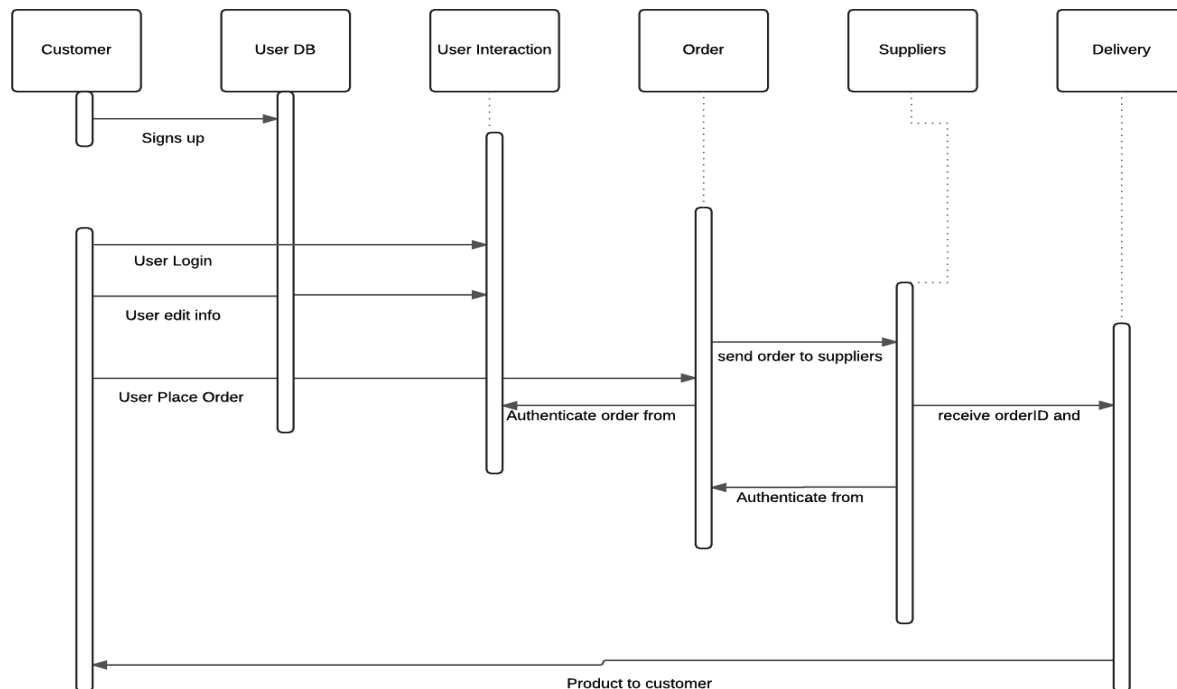 Customer
User DB
User Interaction
Order
Suppliers
Delivery
Signs up
User Login
User edit info
send order to suppliers
User Place Order
Authenticate order from
receive orderID and
Authenticate from
Product to customer